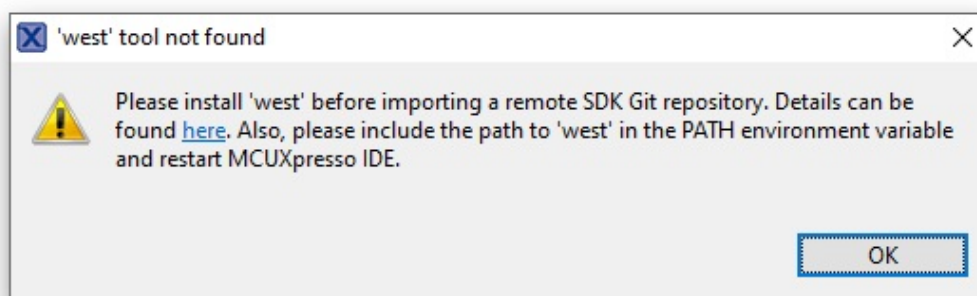 'west' tool not found
Please install 'west' before importing a remote SDK Git repository. Details can be
found here. Also, please include the path to 'west' in the PATH environment variable
and restart MCUXpresso IDE.
OK